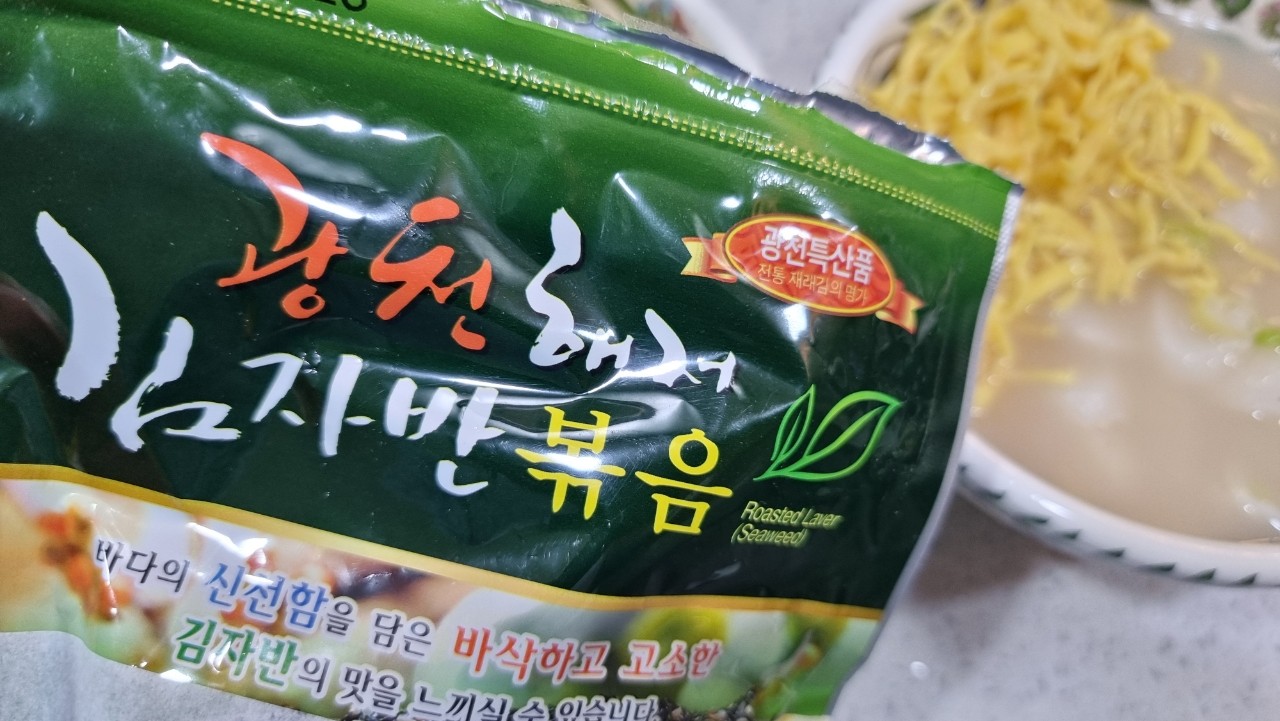 광천 해저
김자반 볶음
광천특산품
전통 재래김의 명가
Roasted Laver
(Seaweed)
바다의 신선함을 담은 바삭하고 고소한
김자반의 맛을 느끼실 수 있습니다.